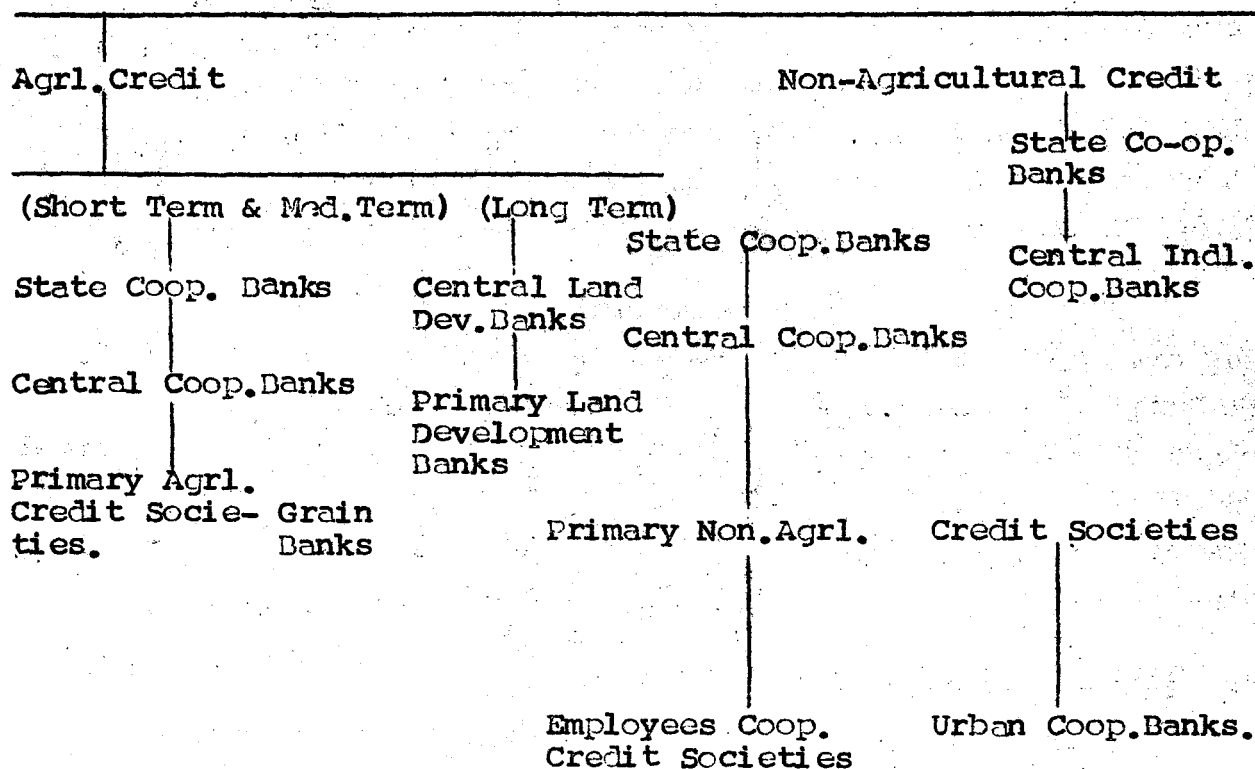 Agrl.Credit
Non-Agricultural Credit
State Co-op.
Banks
(Short Term & Med.Term) (Long Term)
State Coop.Banks
Central Indl.
Coop.Banks
State Coop. Banks
Central Land
Dev.Banks
Central Coop.Banks
Central Coop.Banks
Primary Land
Development
Banks
Primary Agrl.
Credit Socie-
ties.
Grain
Banks
Primary Non.Agrl.
Credit Societies
Employees Coop.
Credit Societies
Urban Coop.Banks.